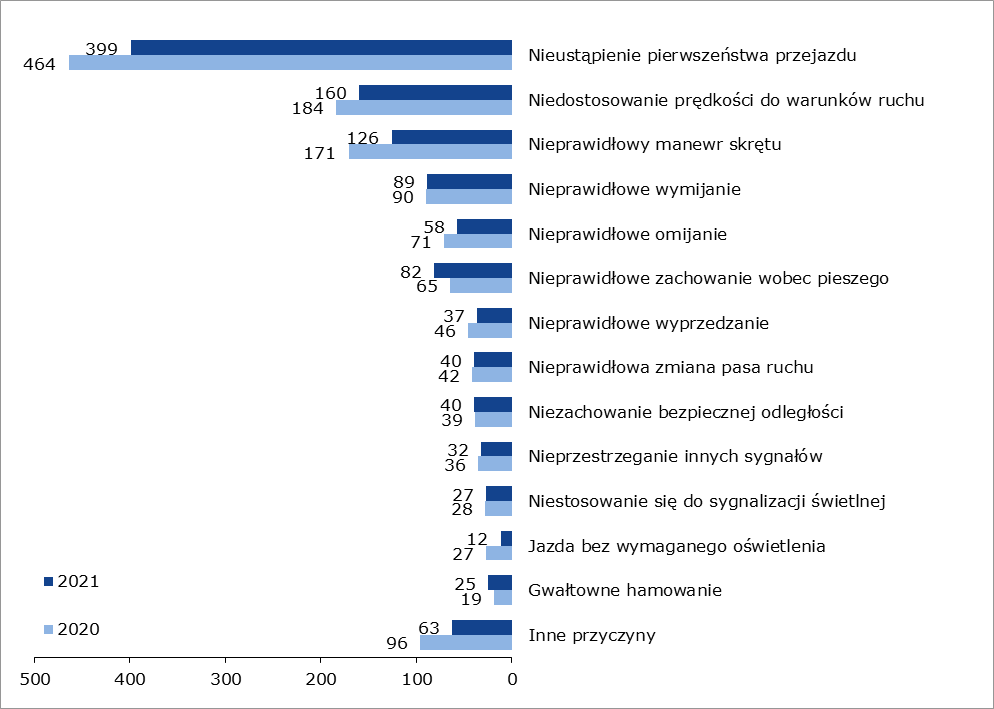 399
464
Nieustąpienie pierwszeństwa przejazdu
160
184
Niedostosowanie prędkości do warunków ruchu
126
171
Nieprawidłowy manewr skrętu
89
90
Nieprawidłowe wymijanie
58
71
Nieprawidłowe omijanie
82
65
Nieprawidłowe zachowanie wobec pieszego
37
46
Nieprawidłowe wyprzedzanie
40
42
Nieprawidłowa zmiana pasa ruchu
40
39
Niezachowanie bezpiecznej odległości
32
36
Nieprzestrzeganie innych sygnałów
27
28
Niestosowanie się do sygnalizacji świetlnej
12
27
Jazda bez wymaganego oświetlenia
25
19
Gwałtowne hamowanie
63
96
Inne przyczyny
2021
2020
500 400 300 200 100 0